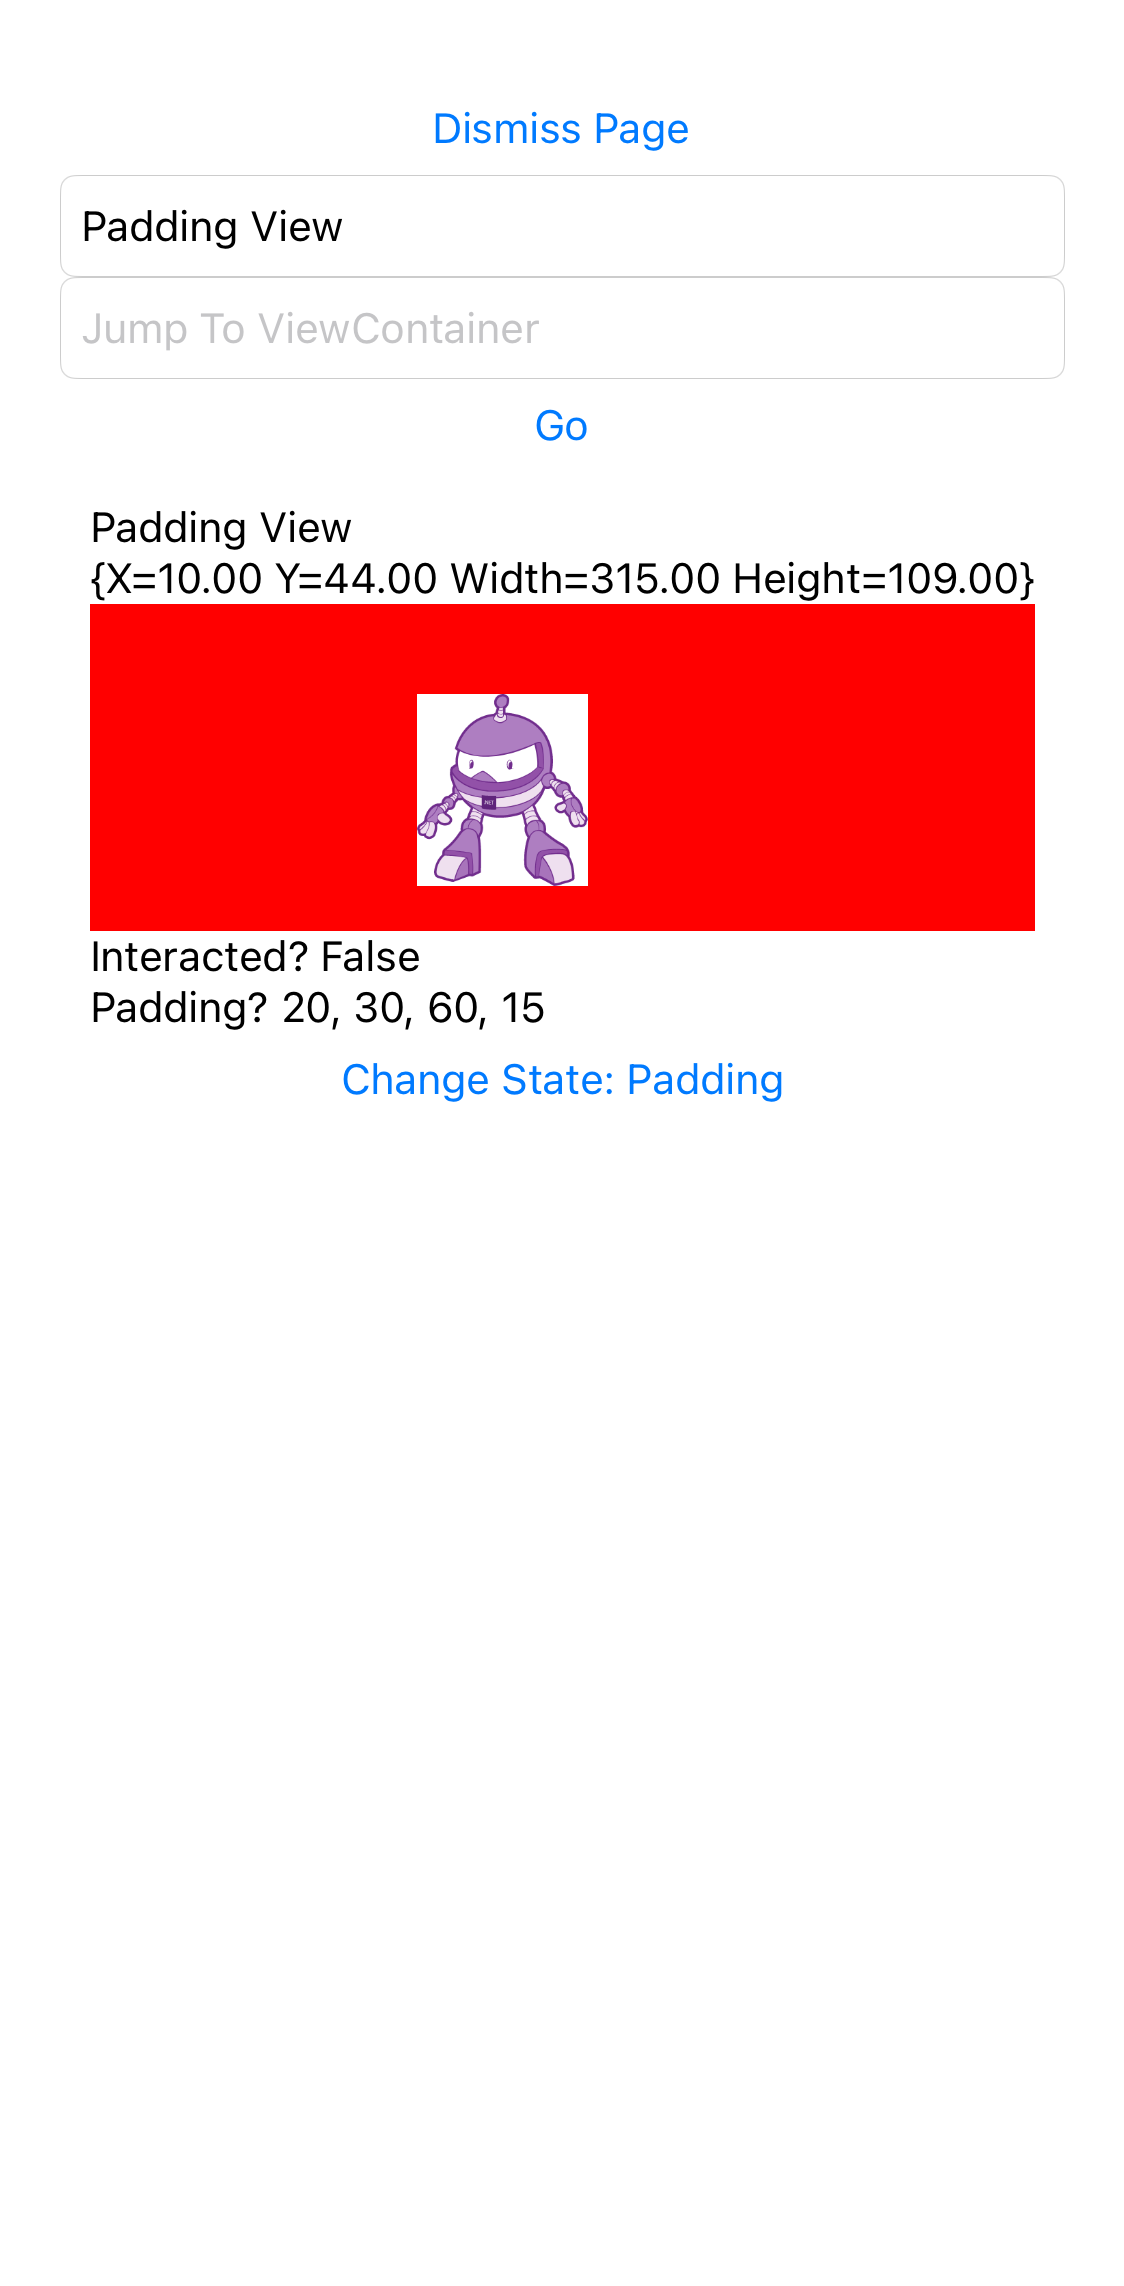 Dismiss Page
Padding View
Jump To ViewContainer
Go
Padding View
{X=10.00 Y=44.00 Width=315.00 Height=109.00}
.NET
Interacted? False
Padding? 20, 30, 60, 15
Change State: Padding